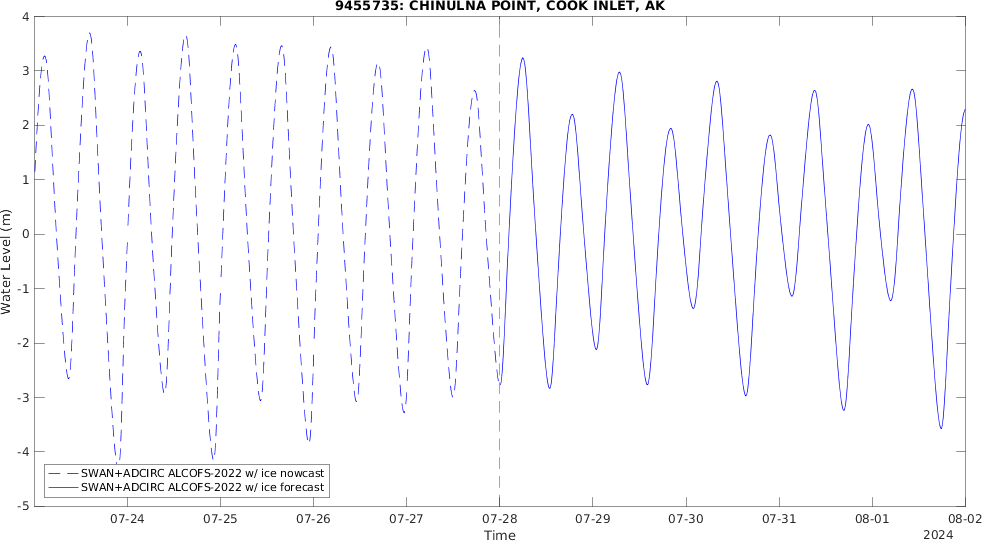 9455735: CHINULNA POINT, COOK INLET, AK
Water Level (m)
4
3
2
1
0
-1
-2
-3
-4
-5
SWAN+ADCIRC ALCOFS-2022 w/ ice nowcast
SWAN+ADCIRC ALCOFS-2022 w/ ice forecast
07-24 07-25 07-26 07-27 07-28 07-29 07-30 07-31 08-01 08-02
Time
2024